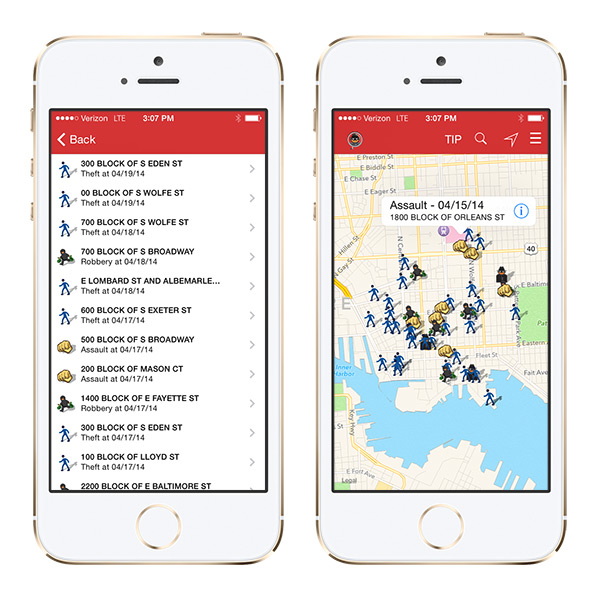 Verizon LTE 3:07 PM
Back
300 BLOCK OF S EDEN ST
Theft at 04/19/14
00 BLOCK OF S WOLFE ST
Theft at 04/19/14
700 BLOCK OF S WOLFE ST
Theft at 04/18/14
700 BLOCK OF S BROADWAY
Robbery at 04/18/14
E LOMBARD ST AND ALBEMARLE...
Theft at 04/18/14
600 BLOCK OF S EXETER ST
Theft at 04/17/14
500 BLOCK OF S BROADWAY
Assault at 04/17/14
200 BLOCK OF MASON CT
Assault at 04/17/14
1400 BLOCK OF E FAYETTE ST
Robbery at 04/17/14
300 BLOCK OF S EDEN ST
Theft at 04/17/14
100 BLOCK OF LLOYD ST
Theft at 04/17/14
2200 BLOCK OF E BALTIMORE ST
Verizon LTE 3:07 PM
TIP
E Preston St
E Biddle St
E Chase St
E Eager St
Assault - 04/15/14
1800 BLOCK OF ORLEANS ST
i
Hillen St
N Gay St
40
E Baltimo
E
Fleet St
Fait Ave
Inner
Harbor
Key Hwy
E Fort Ave
Legal